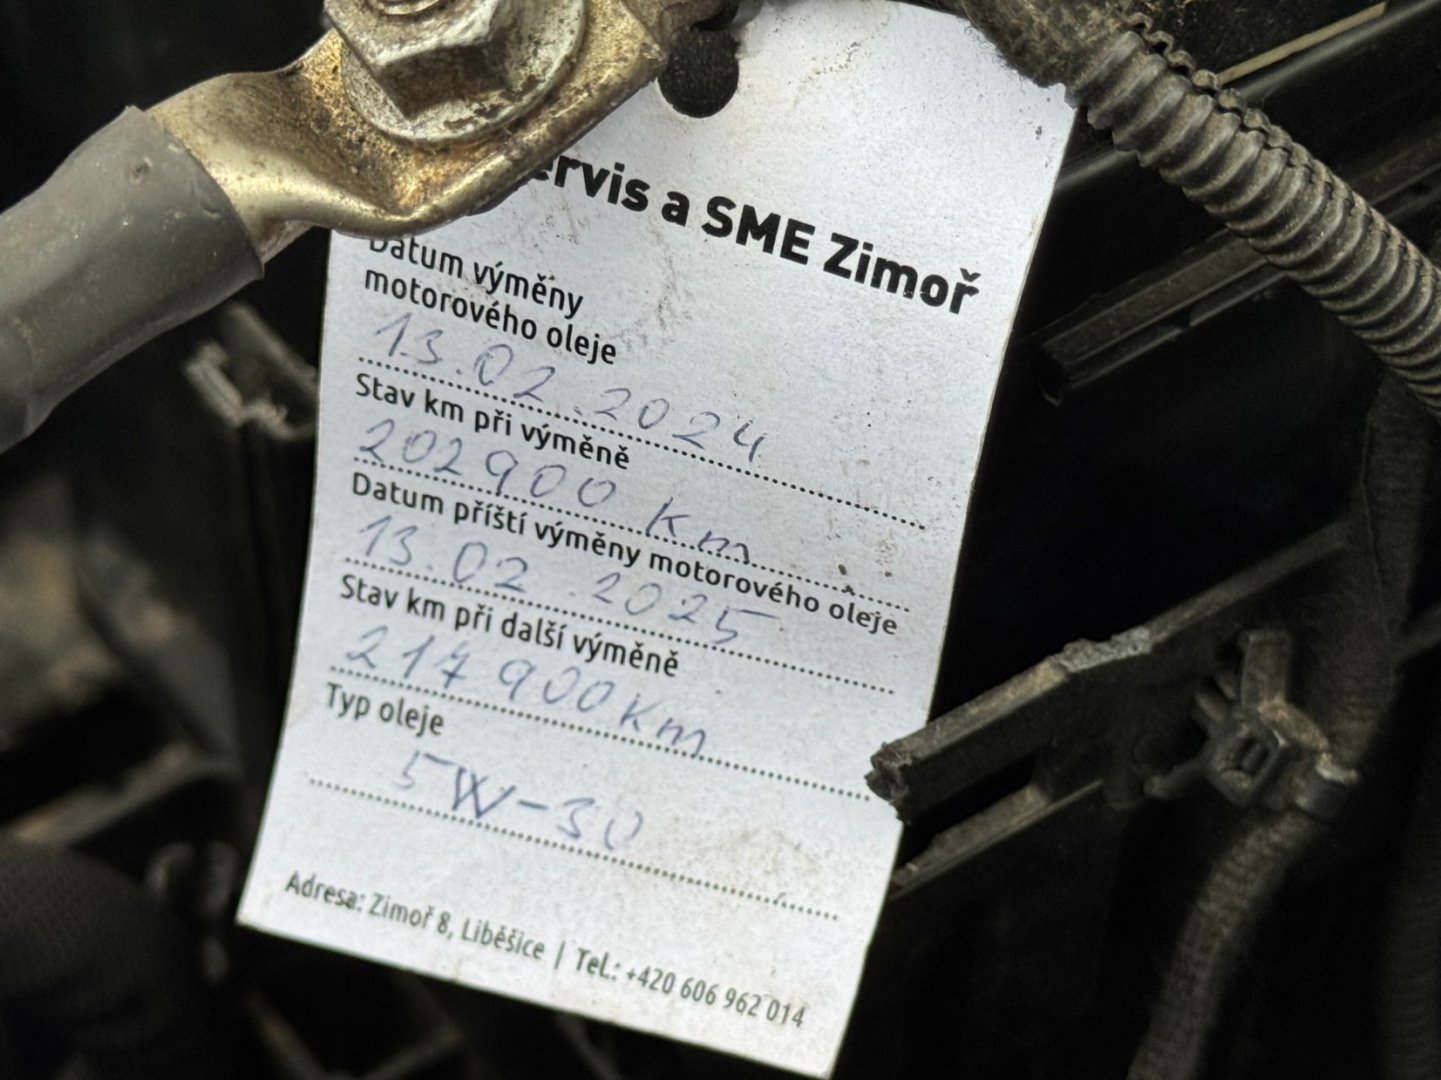 ervis a SME Zimoř
Datum výměny
motorového oleje
13.02.2024
Stav km při výměně
202900 km
Datum příští výměny motorového oleje
13.02.2025
Stav km při další výměně
217900 km
Typ oleje
5W-30
Adresa: Zimoř 8, Liběšice | Tel.: +420 606 962 014